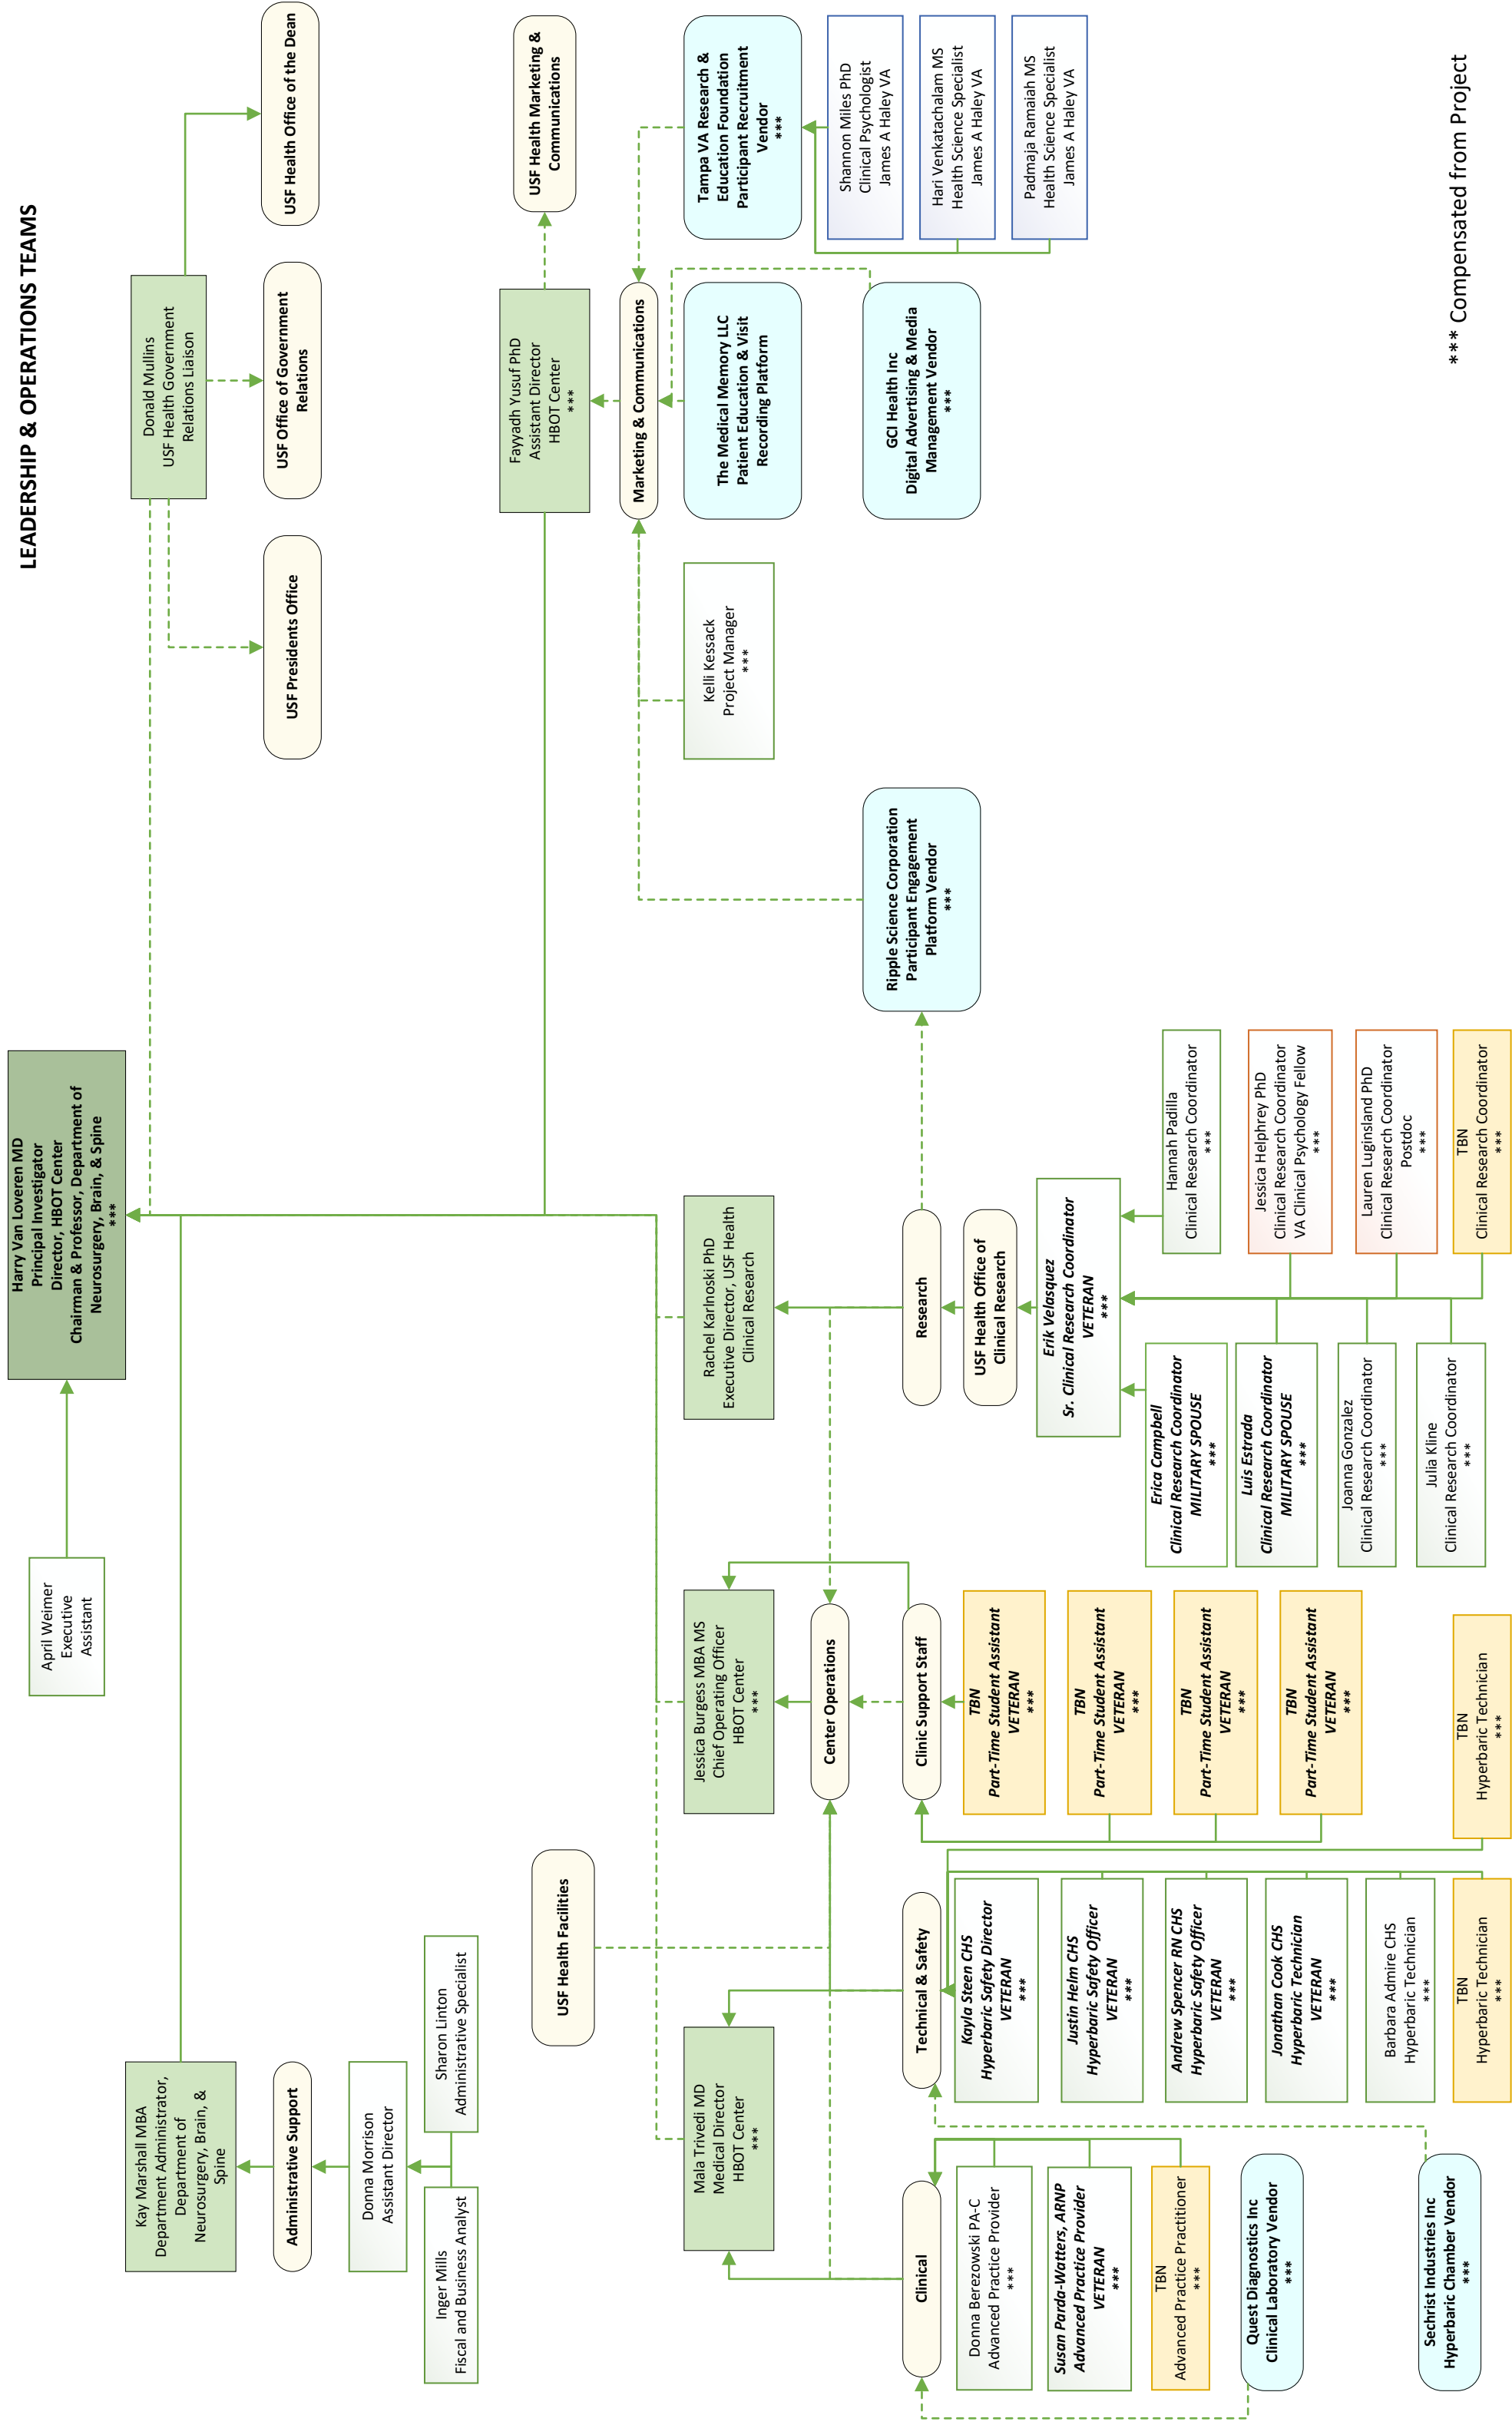 LEADERSHIP & OPERATIONS TEAMS
Harry Van Loveren MD
Principal Investigator
Director, HBOT Center
Chairman & Professor, Department of
Neurosurgery, Brain, & Spine
***
April Weimer
Executive
Assistant
Kay Marshall MBA
Department Administrator,
Department of
Neurosurgery, Brain, &
Spine
Administrative Support
Donna Morrison
Assistant Director
Inger Mills
Fiscal and Business Analyst
Sharon Linton
Administrative Specialist
Donald Mullins
USF Health Government
Relations Liaison
USF Presidents Office
USF Office of Government
Relations
USF Health Office of the Dean
USF Health Facilities
Fayyadh Yusuf PhD
Assistant Director
HBOT Center
***
USF Health Marketing &
Communications
Marketing & Communications
Mala Trivedi MD
Medical Director
HBOT Center
***
Jessica Burgess MBA MS
Chief Operating Officer
HBOT Center
***
Rachel Karlnoski PhD
Executive Director, USF Health
Clinical Research
Kelli Kessack
Project Manager
***
The Medical Memory LLC
Patient Education & Visit
Recording Platform
Tampa VA Research &
Education Foundation
Participant Recruitment
Vendor
***
Shannon Miles PhD
Clinical Psychologist
James A Haley VA
Hari Venkatachalam MS
Health Science Specialist
James A Haley VA
Padmaja Ramaiah MS
Health Science Specialist
James A Haley VA
GCI Health Inc
Digital Advertising & Media
Management Vendor
***
Ripple Science Corporation
Participant Engagement
Platform Vendor
***
Center Operations
Clinical
Donna Berezowski PA-C
Advanced Practice Provider
***
Susan Parda-Watters, ARNP
Advanced Practice Provider
VETERAN
***
TBN
Advanced Practice Practitioner
***
Quest Diagnostics Inc
Clinical Laboratory Vendor
***
Sechrist Industries Inc
Hyperbaric Chamber Vendor
***
Technical & Safety
Kayla Steen CHS
Hyperbaric Safety Director
VETERAN
***
Justin Helm CHS
Hyperbaric Safety Officer
VETERAN
***
Andrew Spencer RN CHS
Hyperbaric Safety Officer
VETERAN
***
Jonathan Cook CHS
Hyperbaric Technician
VETERAN
***
Barbara Admire CHS
Hyperbaric Technician
***
TBN
Hyperbaric Technician
***
TBN
Hyperbaric Technician
***
Clinic Support Staff
TBN
Part-Time Student Assistant
VETERAN
***
TBN
Part-Time Student Assistant
VETERAN
***
TBN
Part-Time Student Assistant
VETERAN
***
TBN
Part-Time Student Assistant
VETERAN
***
Research
USF Health Office of
Clinical Research
Erik Velasquez
Sr. Clinical Research Coordinator
VETERAN
***
Erica Campbell
Clinical Research Coordinator
MILITARY SPOUSE
***
Luis Estrada
Clinical Research Coordinator
MILITARY SPOUSE
***
Joanna Gonzalez
Clinical Research Coordinator
***
Julia Kline
Clinical Research Coordinator
***
Hannah Padilla
Clinical Research Coordinator
***
Jessica Helphrey PhD
Clinical Research Coordinator
VA Clinical Psychology Fellow
***
Lauren Luginsland PhD
Clinical Research Coordinator
Postdoc
***
TBN
Clinical Research Coordinator
***
*** Compensated from Project